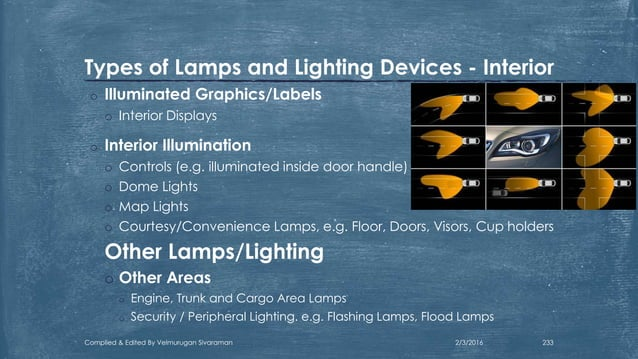 Types of Lamps and Lighting Devices - Interior
o Illuminated Graphics/Labels
o Interior Displays
o Interior Illumination
o Controls (e.g. illuminated inside door handle)
o Dome Lights
o Map Lights
o Courtesy/Convenience Lamps, e.g. Floor, Doors, Visors, Cup holders
Other Lamps/Lighting
o Other Areas
o Engine, Trunk and Cargo Area Lamps
o Security / Peripheral Lighting. e.g. Flashing Lamps, Flood Lamps
Complied & Edited By Velmurugan Sivaraman 2/3/2016 233